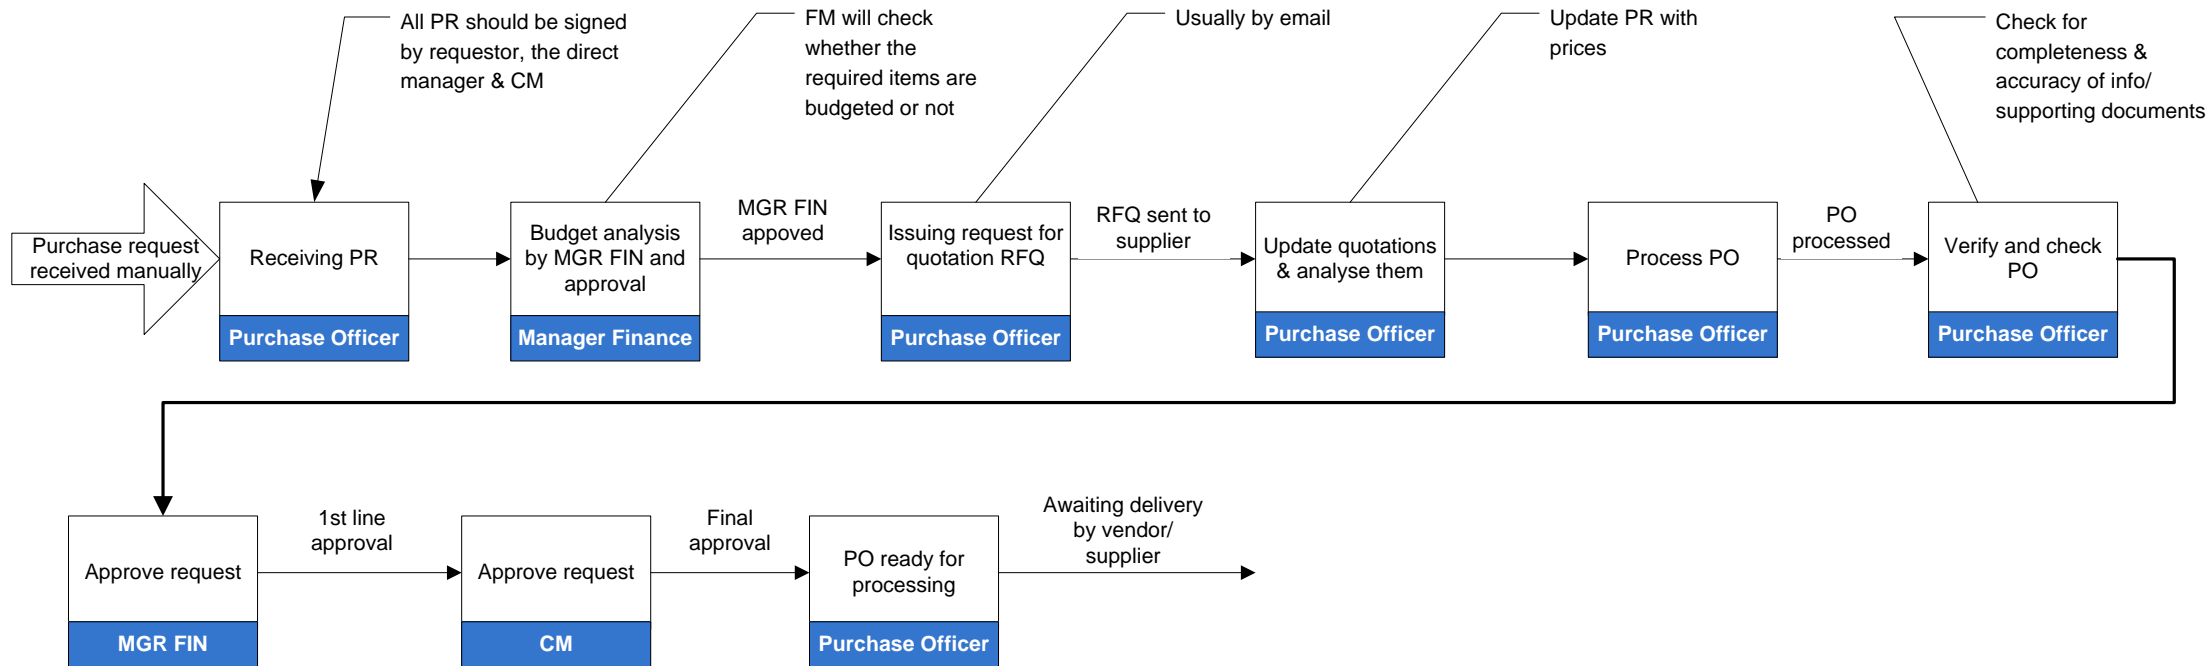 All PR should be signed
by requestor, the direct
manager & CM
FM will check
whether the
required items are
budgeted or not
Usually by email
Update PR with
prices
Check for
completeness &
accuracy of info/
supporting documents
Purchase request
received manually
Receiving PR
Purchase Officer
Budget analysis
by MGR FIN and
approval
Manager Finance
MGR FIN
appoved
Issuing request for
quotation RFQ
Purchase Officer
RFQ sent to
supplier
Update quotations
& analyse them
Purchase Officer
Process PO
Purchase Officer
PO
processed
Verify and check
PO
Purchase Officer
Approve request
MGR FIN
1st line
approval
Approve request
CM
Final
approval
PO ready for
processing
Purchase Officer
Awaiting delivery
by vendor/
supplier